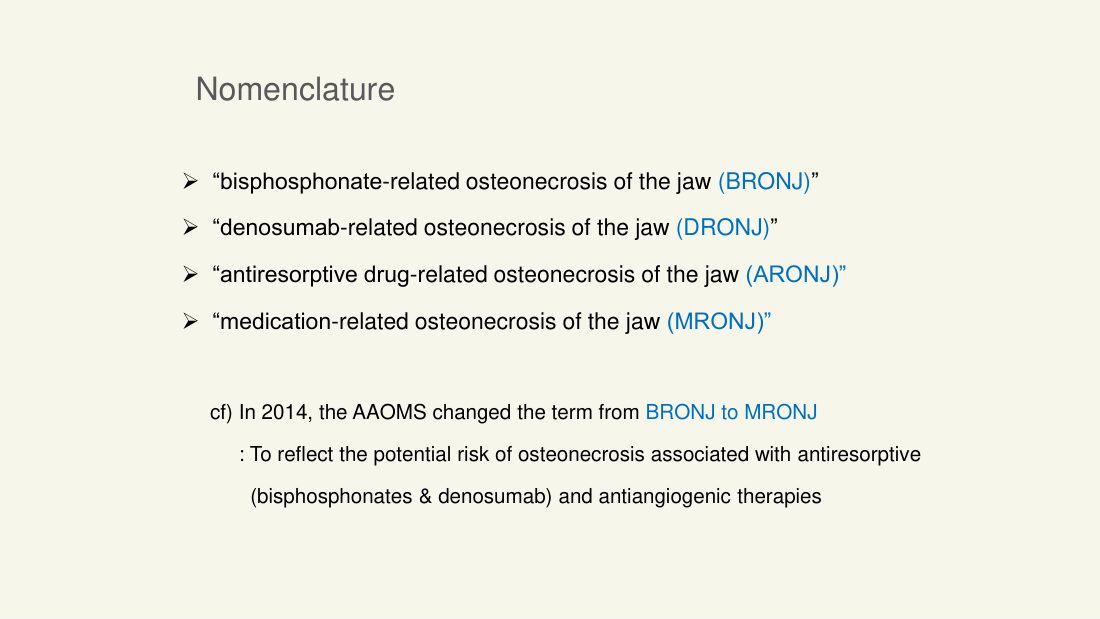 Nomenclature
➢ “bisphosphonate-related osteonecrosis of the jaw (BRONJ)”
➢ “denosumab-related osteonecrosis of the jaw (DRONJ)”
➢ “antiresorptive drug-related osteonecrosis of the jaw (ARONJ)”
➢ “medication-related osteonecrosis of the jaw (MRONJ)”
cf) In 2014, the AAOMS changed the term from BRONJ to MRONJ
: To reflect the potential risk of osteonecrosis associated with antiresorptive
(bisphosphonates & denosumab) and antiangiogenic therapies